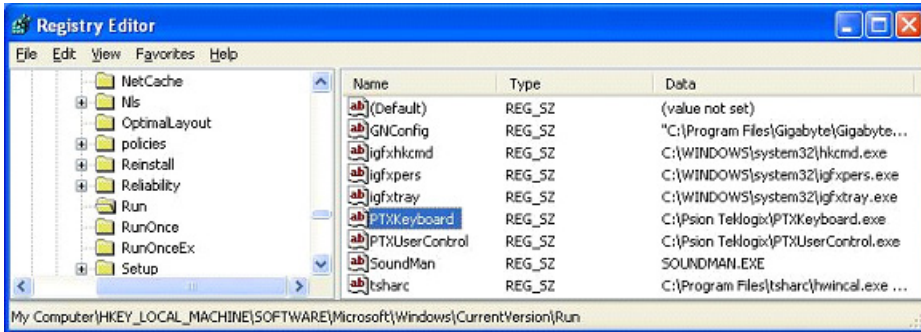 Registry Editor
File Edit View Favorites Help
NetCache
Nls
OptimalLayout
policies
Reinstall
Reliability
Run
RunOnce
RunOnceEx
Setup
Name Type Data
(Default) REG_SZ (value not set)
GNConfig REG_SZ "C:\Program Files\Gigabyte\Gigabyte...
igfxhkcmd REG_SZ C:\WINDOWS\system32\hkcmd.exe
igfxpers REG_SZ C:\WINDOWS\system32\igfxpers.exe
igfxtray REG_SZ C:\WINDOWS\system32\igfxtray.exe
PTXKeyboard REG_SZ C:\Psion Teklogix\PTXKeyboard.exe
PTXUserControl REG_SZ C:\Psion Teklogix\PTXUserControl.exe
SoundMan REG_SZ SOUNDMAN.EXE
tsharc REG_SZ C:\Program Files\tsharc\hwincal.exe ...
My Computer\HKEY_LOCAL_MACHINE\SOFTWARE\Microsoft\Windows\CurrentVersion\Run